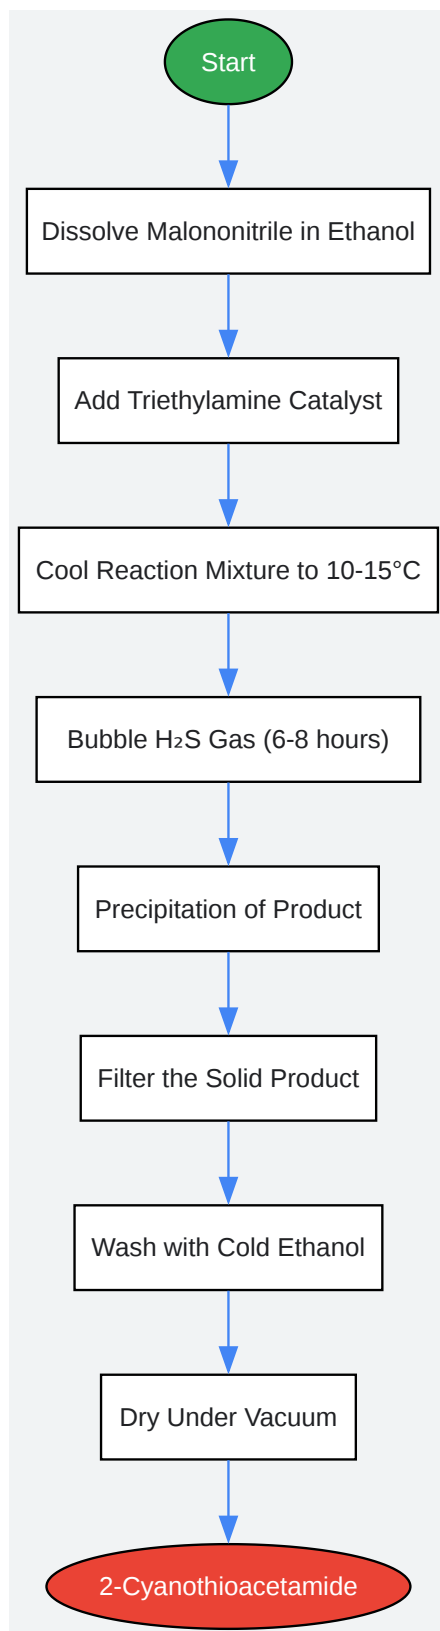 Start
Dissolve Malononitrile in Ethanol
Add Triethylamine Catalyst
Cool Reaction Mixture to 10-15°C
Bubble H₂S Gas (6-8 hours)
Precipitation of Product
Filter the Solid Product
Wash with Cold Ethanol
Dry Under Vacuum
2-Cyanothioacetamide